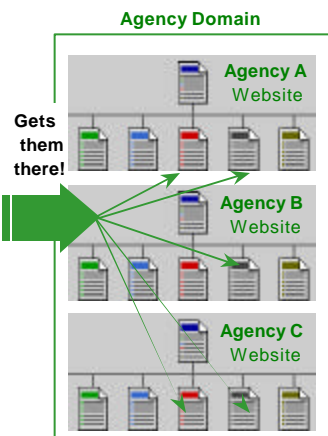 Agency Domain
Agency A
Website
Gets
them
there!
Agency B
Website
Agency C
Website